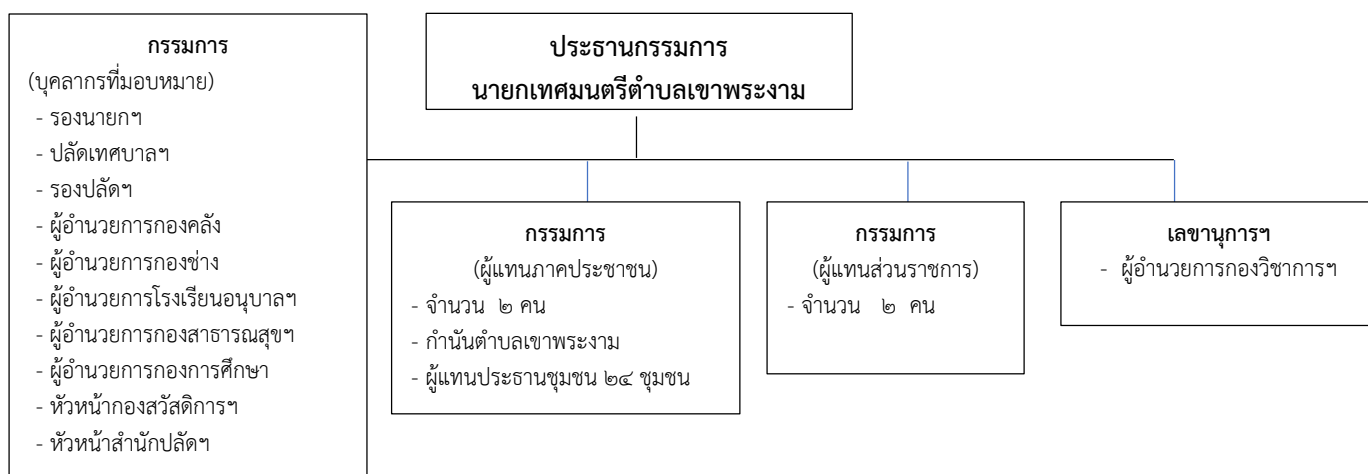 ประธานกรรมการ
นายกเทศมนตรีตำบลเขาพระงาม
กรรมการ
(บุคลากรที่มอบหมาย)
- รองนายกฯ
- ปลัดเทศบาลฯ
- รองปลัดฯ
- ผู้อำนวยการกองคลัง
- ผู้อำนวยการกองช่าง
- ผู้อำนวยการโรงเรียนอนุบาลฯ
- ผู้อำนวยการกองสาธารณสุขฯ
- ผู้อำนวยการกองการศึกษา
- หัวหน้ากองสวัสดิการฯ
- หัวหน้าสำนักปลัดฯ
กรรมการ
(ผู้แทนภาคประชาชน)
- จำนวน ๒ คน
- กำนันตำบลเขาพระงาม
- ผู้แทนประธานชุมชน ๒๔ ชุมชน
กรรมการ
(ผู้แทนส่วนราชการ)
- จำนวน ๒ คน
เลขานุการฯ
- ผู้อำนวยการกองวิชาการฯ